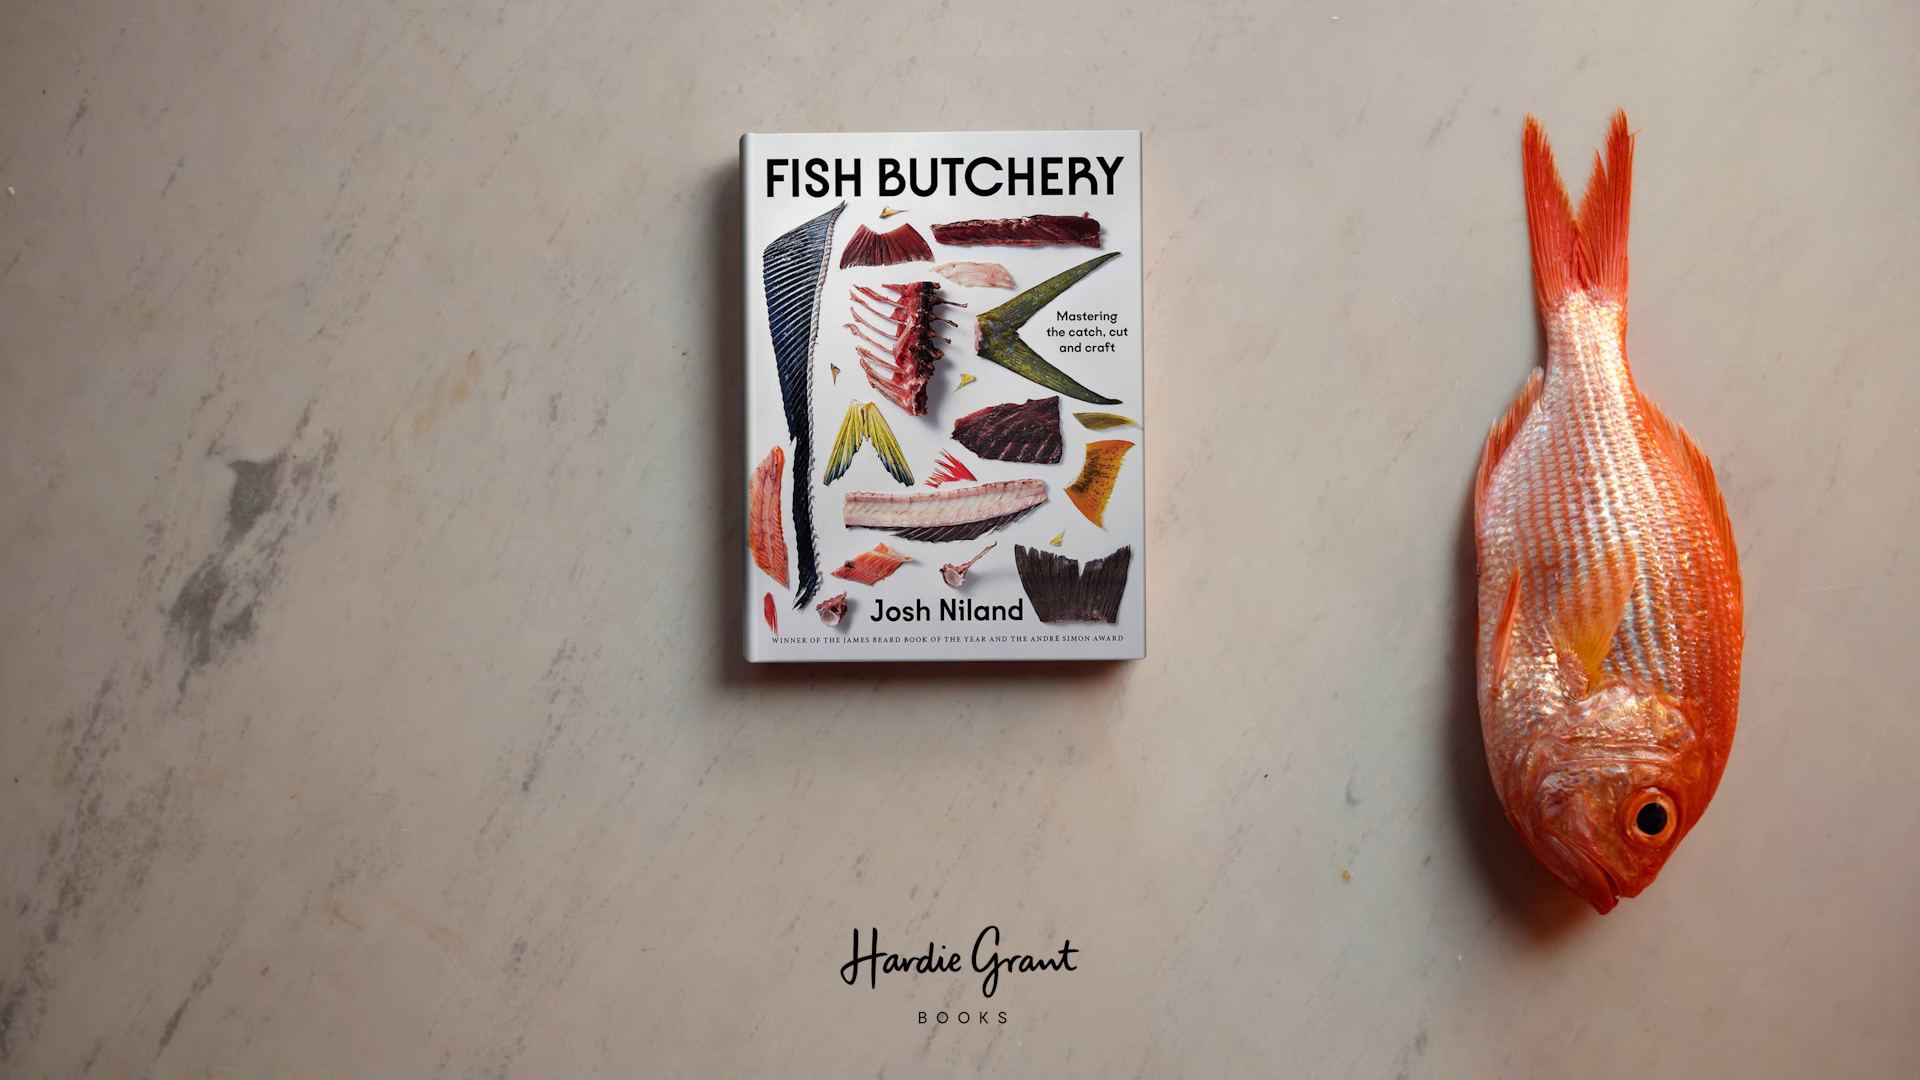 FISH BUTCHERY
Mastering
the catch, cut
and craft
Josh Niland
WINNER OF THE JAMES BEARD BOOK OF THE YEAR AND THE ANDRÉ SIMON AWARD
Hardie Grant
BOOKS